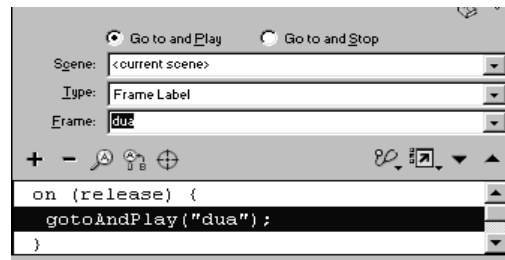 Go to and Play Go to and Stop
Scene: <current scene>
Type: Frame Label
Frame: dua
on (release) {
gotoAndPlay("dua");
}